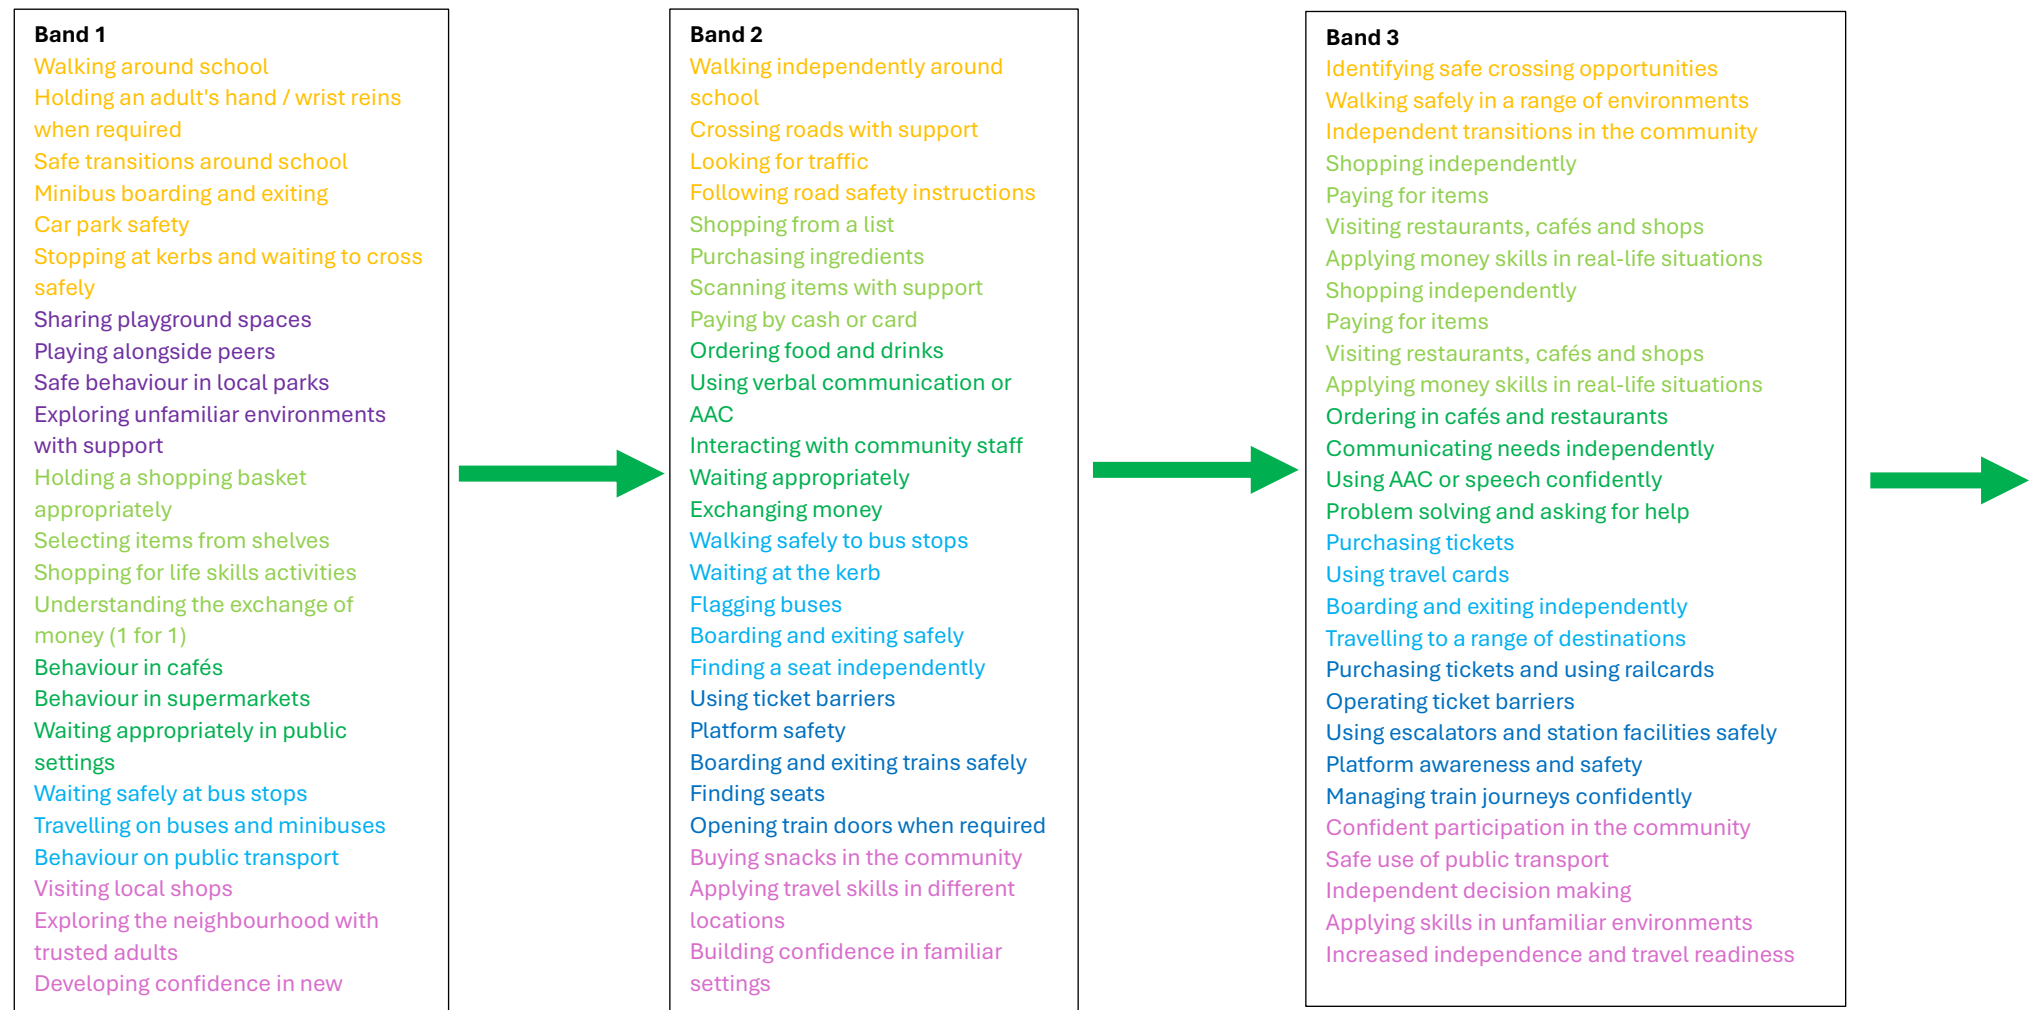 Band 1
Walking around school
Holding an adult's hand / wrist reins
when required
Safe transitions around school
Minibus boarding and exiting
Car park safety
Stopping at kerbs and waiting to cross
safely
Sharing playground spaces
Playing alongside peers
Safe behaviour in local parks
Exploring unfamiliar environments
with support
Holding a shopping basket
appropriately
Selecting items from shelves
Shopping for life skills activities
Understanding the exchange of
money (1 for 1)
Behaviour in cafés
Behaviour in supermarkets
Waiting appropriately in public
settings
Waiting safely at bus stops
Travelling on buses and minibuses
Behaviour on public transport
Visiting local shops
Exploring the neighbourhood with
trusted adults
Developing confidence in new
Band 2
Walking independently around
school
Crossing roads with support
Looking for traffic
Following road safety instructions
Shopping from a list
Purchasing ingredients
Scanning items with support
Paying by cash or card
Ordering food and drinks
Using verbal communication or
AAC
Interacting with community staff
Waiting appropriately
Exchanging money
Walking safely to bus stops
Waiting at the kerb
Flagging buses
Boarding and exiting safely
Finding a seat independently
Using ticket barriers
Platform safety
Boarding and exiting trains safely
Finding seats
Opening train doors when required
Buying snacks in the community
Applying travel skills in different
locations
Building confidence in familiar
settings
Band 3
Identifying safe crossing opportunities
Walking safely in a range of environments
Independent transitions in the community
Shopping independently
Paying for items
Visiting restaurants, cafés and shops
Applying money skills in real-life situations
Shopping independently
Paying for items
Visiting restaurants, cafés and shops
Applying money skills in real-life situations
Ordering in cafés and restaurants
Communicating needs independently
Using AAC or speech confidently
Problem solving and asking for help
Purchasing tickets
Using travel cards
Boarding and exiting independently
Travelling to a range of destinations
Purchasing tickets and using railcards
Operating ticket barriers
Using escalators and station facilities safely
Platform awareness and safety
Managing train journeys confidently
Confident participation in the community
Safe use of public transport
Independent decision making
Applying skills in unfamiliar environments
Increased independence and travel readiness